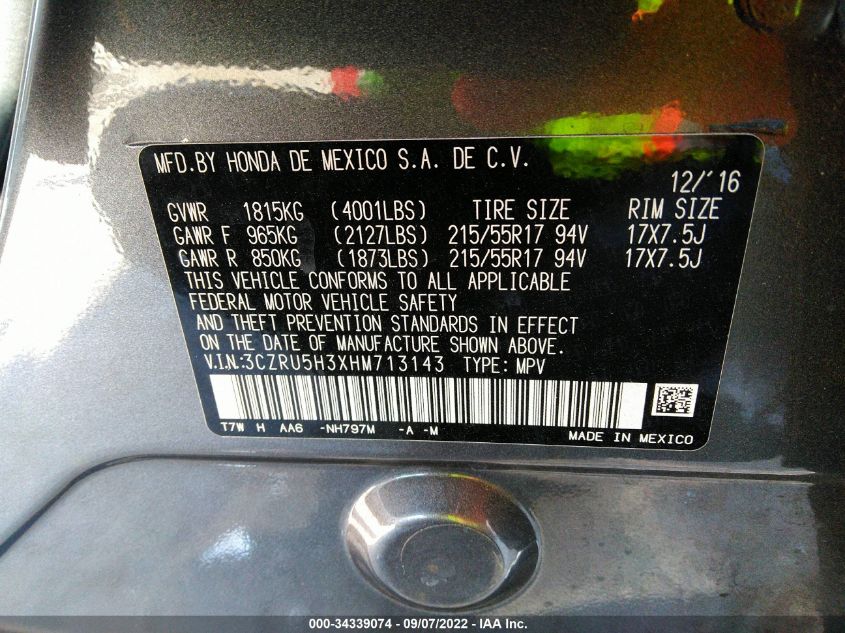 MFD.BY HONDA DE MEXICO S.A. DE C.V.
12/'16
GVWR 1815KG (4001LBS) TIRE SIZE RIM SIZE
GAWR F 965KG (2127LBS) 215/55R17 94V 17X7.5J
GAWR R 850KG (1873LBS) 215/55R17 94V 17X7.5J
THIS VEHICLE CONFORMS TO ALL APPLICABLE
FEDERAL MOTOR VEHICLE SAFETY
AND THEFT PREVENTION STANDARDS IN EFFECT
ON THE DATE OF MANUFACTURE SHOWN ABOVE.
V.I.N.:3CZRU5H3XHM713143 TYPE: MPV
T7W H AA6 -NH797M -A -M
MADE IN MEXICO
000-34339074 - 09/07/2022 - IAA Inc.